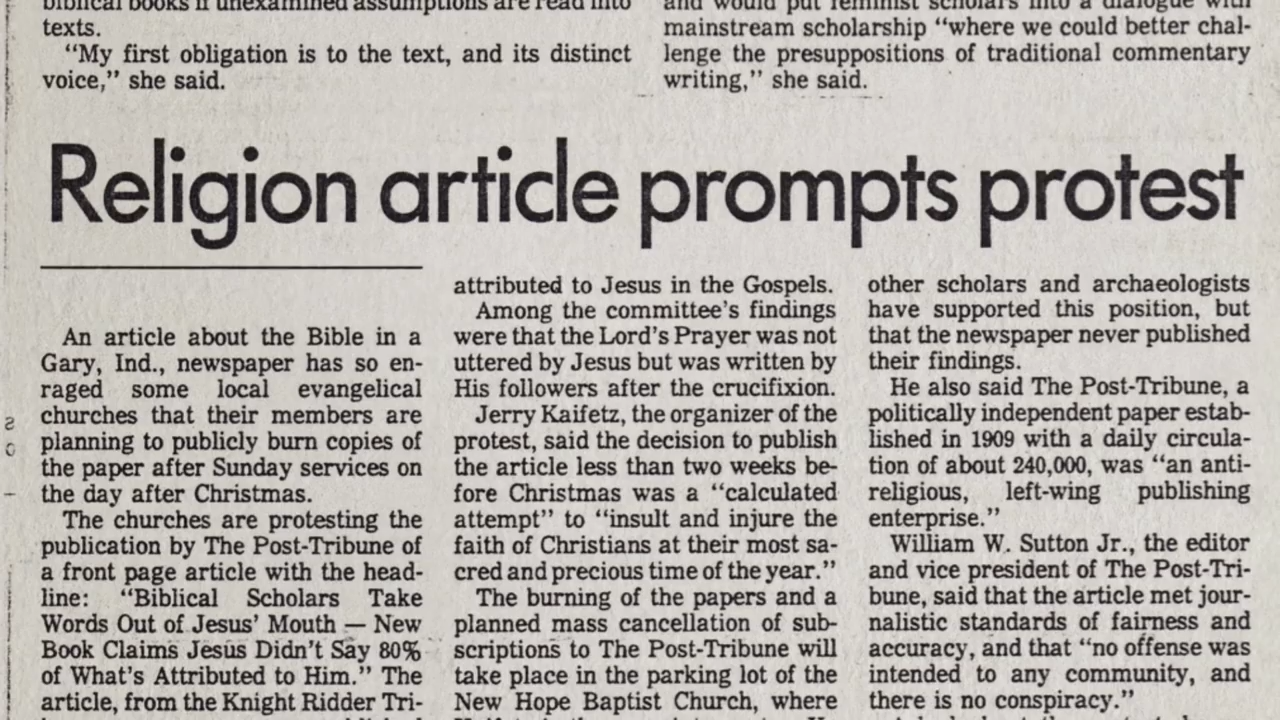 biblical books if unexamined assumptions are read into
texts.
"My first obligation is to the text, and its distinct
voice," she said.
and would put feminist scholars into a dialogue with
mainstream scholarship "where we could better chal-
lenge the presuppositions of traditional commentary
writing," she said.
Religion article prompts protest
An article about the Bible in a
Gary, Ind., newspaper has so en-
raged some local evangelical
churches that their members are
planning to publicly burn copies of
the paper after Sunday services on
the day after Christmas.
The churches are protesting the
publication by The Post-Tribune of
a front page article with the head-
line: "Biblical Scholars Take
Words Out of Jesus' Mouth — New
Book Claims Jesus Didn't Say 80%
of What's Attributed to Him." The
article, from the Knight Ridder Tri-
attributed to Jesus in the Gospels.
Among the committee's findings
were that the Lord's Prayer was not
uttered by Jesus but was written by
His followers after the crucifixion.
Jerry Kaifetz, the organizer of the
protest, said the decision to publish
the article less than two weeks be-
fore Christmas was a "calculated
attempt" to "insult and injure the
faith of Christians at their most sa-
cred and precious time of the year."
The burning of the papers and a
planned mass cancellation of sub-
scriptions to The Post-Tribune will
take place in the parking lot of the
New Hope Baptist Church, where
other scholars and archaeologists
have supported this position, but
that the newspaper never published
their findings.
He also said The Post-Tribune, a
politically independent paper estab-
lished in 1909 with a daily circula-
tion of about 240,000, was "an anti-
religious, left-wing publishing
enterprise."
William W. Sutton Jr., the editor
and vice president of The Post-Tri-
bune, said that the article met jour-
nalistic standards of fairness and
accuracy, and that "no offense was
intended to any community, and
there is no conspiracy."